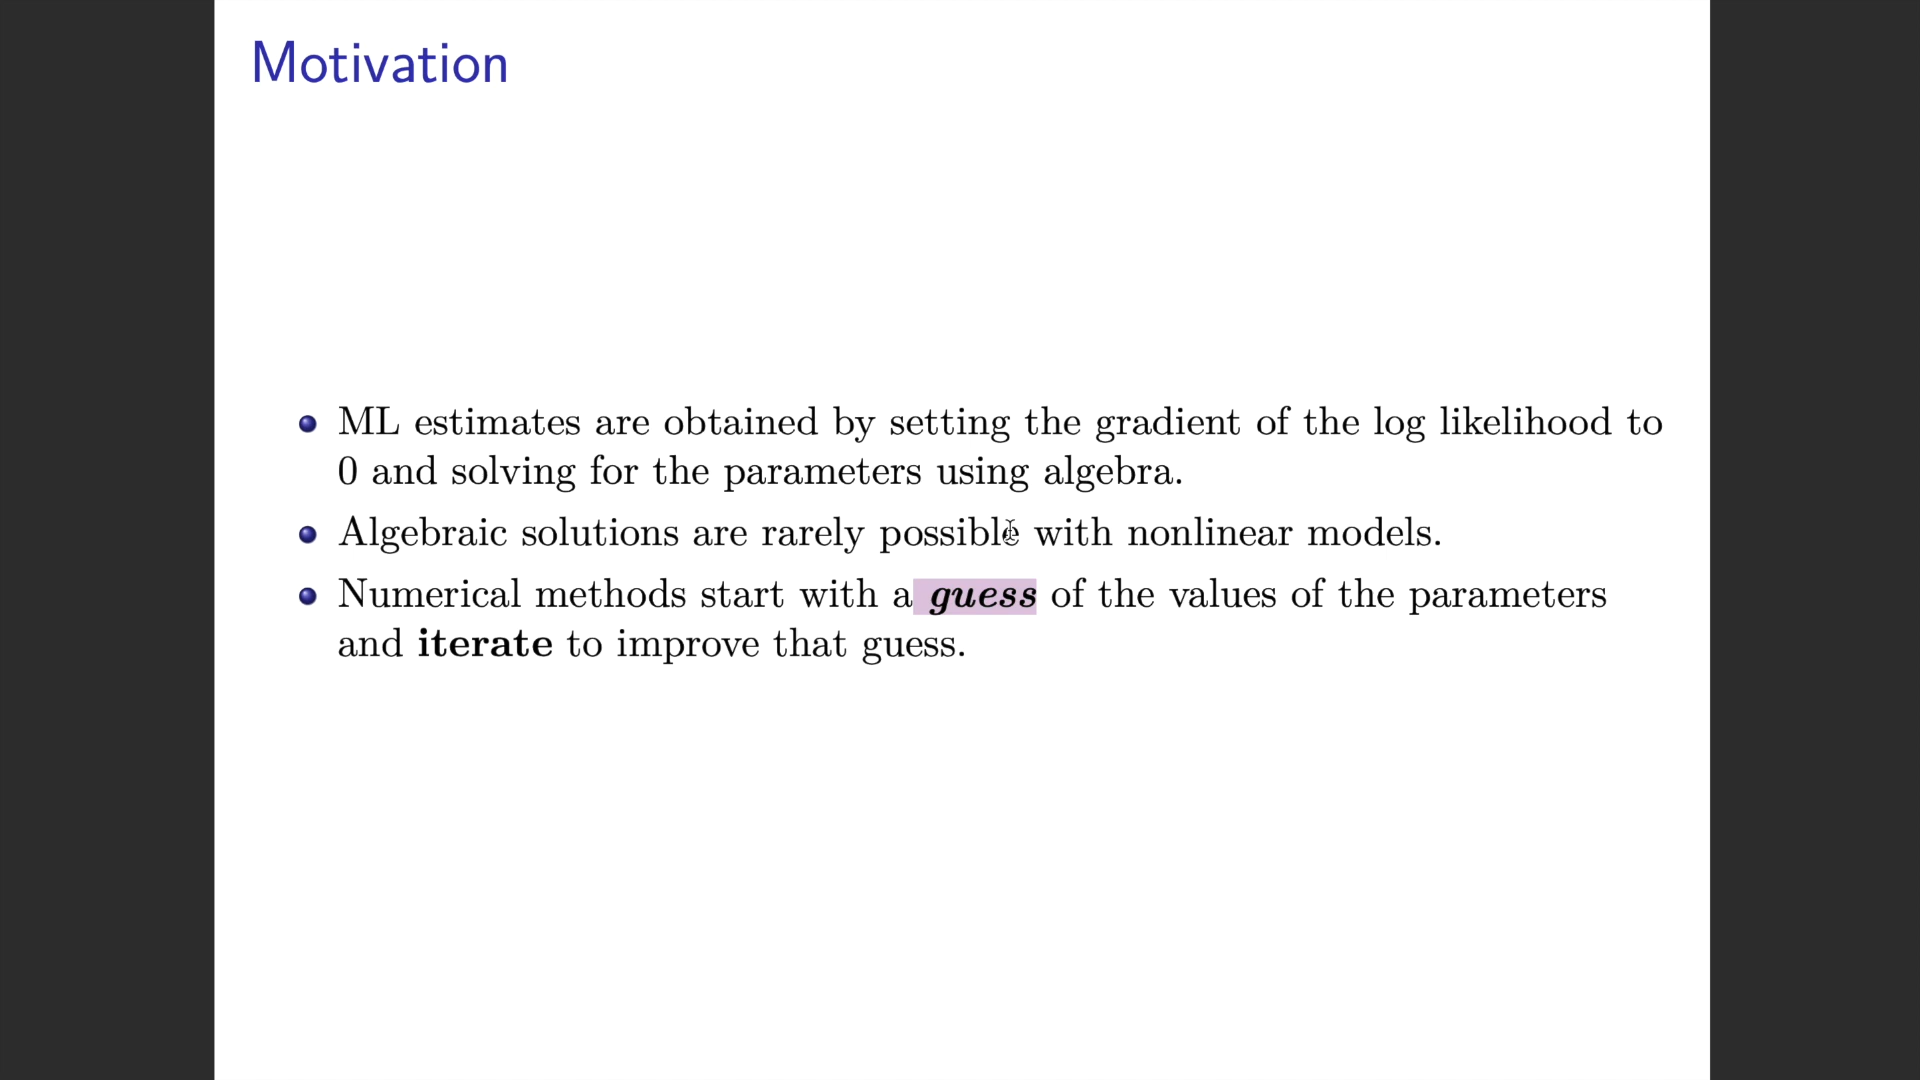 Motivation
ML estimates are obtained by setting the gradient of the log likelihood to
0 and solving for the parameters using algebra.
Algebraic solutions are rarely possible with nonlinear models.
Numerical methods start with a guess of the values of the parameters
and iterate to improve that guess.